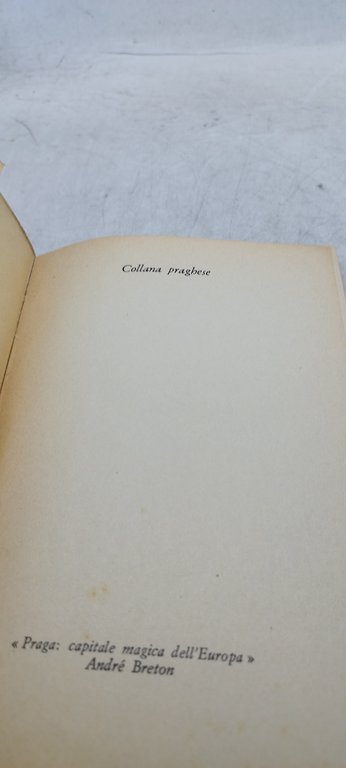 Collana praghese
« Praga: capitale magica dell'Europa »
André Breton